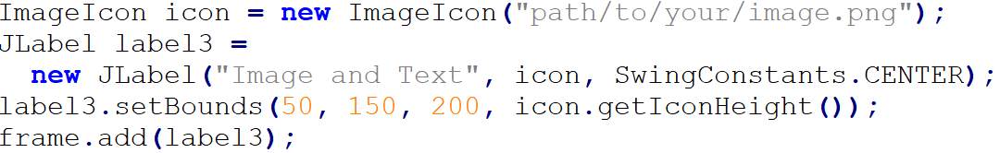 ImageIcon icon = new ImageIcon("path/to/your/image.png");
JLabel label3 =
  new JLabel("Image and Text", icon, SwingConstants.CENTER);
label3.setBounds(50, 150, 200, icon.getIconHeight());
frame.add(label3);